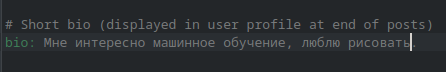 # Short bio (displayed in user profile at end of posts)
bio: Мне интересно машинное обучение, люблю рисовать.